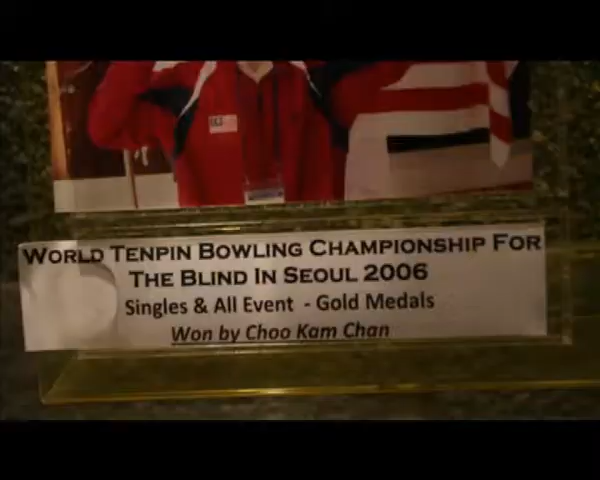 World Tenpin Bowling Championship For
The Blind In Seoul 2006
Singles & All Event - Gold Medals
Won by Choo Kam Chan